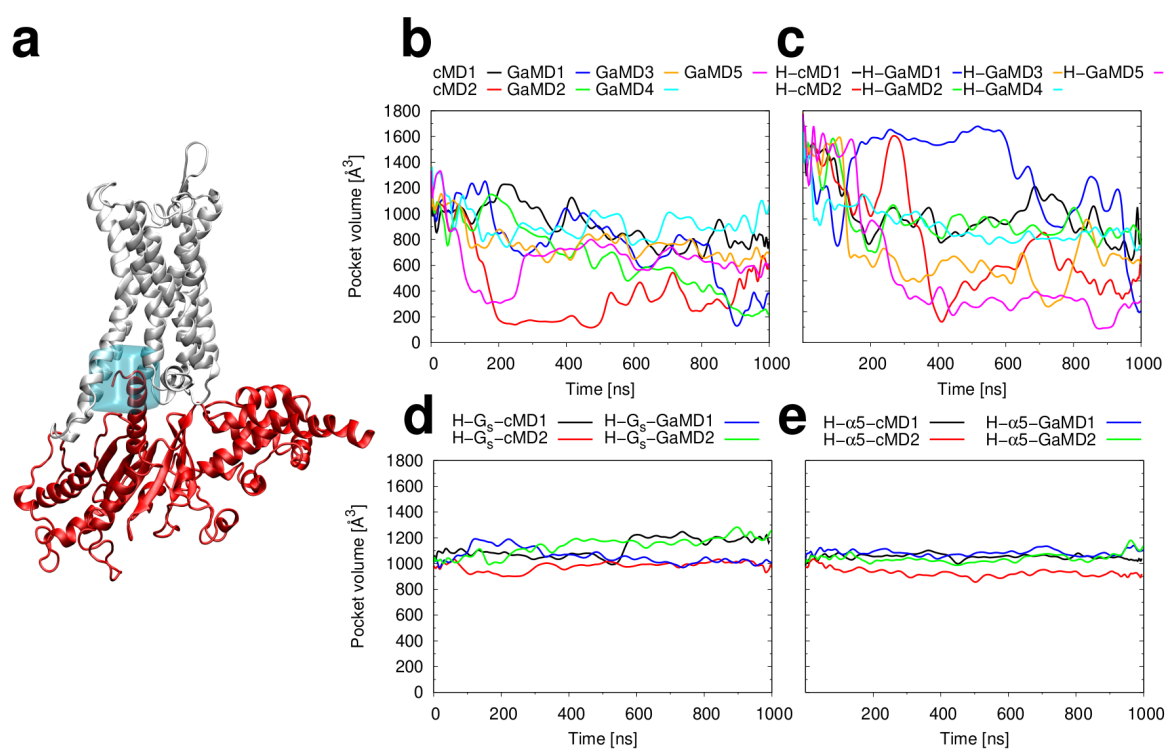 a
b
c
cMD1 GaMD1 GaMD3 GaMD5
cMD2 GaMD2 GaMD4
H−cMD1 H−GaMD1 H−GaMD3 H−GaMD5
H−cMD2 H−GaMD2 H−GaMD4
Pocket volume [Å3]
1800
1600
1400
1200
1000
800
600
400
200
0
0 200 400 600 800 1000
Time [ns]
200 400 600 800 1000
Time [ns]
d
H−Gs−cMD1 H−Gs−GaMD1
H−Gs−cMD2 H−Gs−GaMD2
e
H−α5−cMD1 H−α5−GaMD1
H−α5−cMD2 H−α5−GaMD2
Pocket volume [Å3]
1800
1600
1400
1200
1000
800
600
400
200
0
0 200 400 600 800 1000
Time [ns]
200 400 600 800 1000
Time [ns]